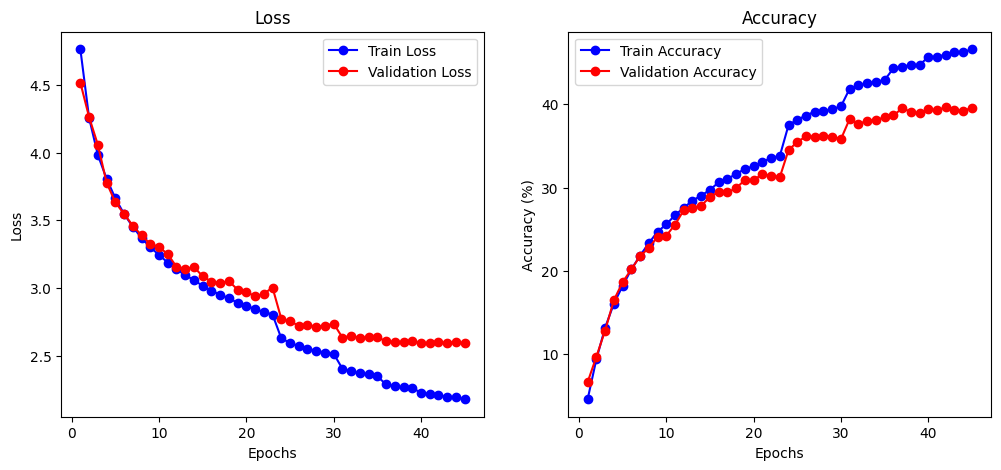 Loss
Train Loss
Validation Loss
4.5
4.0
3.5
3.0
2.5
Loss
0
10
20
30
40
Epochs
Accuracy
Train Accuracy
Validation Accuracy
40
30
20
10
Accuracy (%)
0
10
20
30
40
Epochs